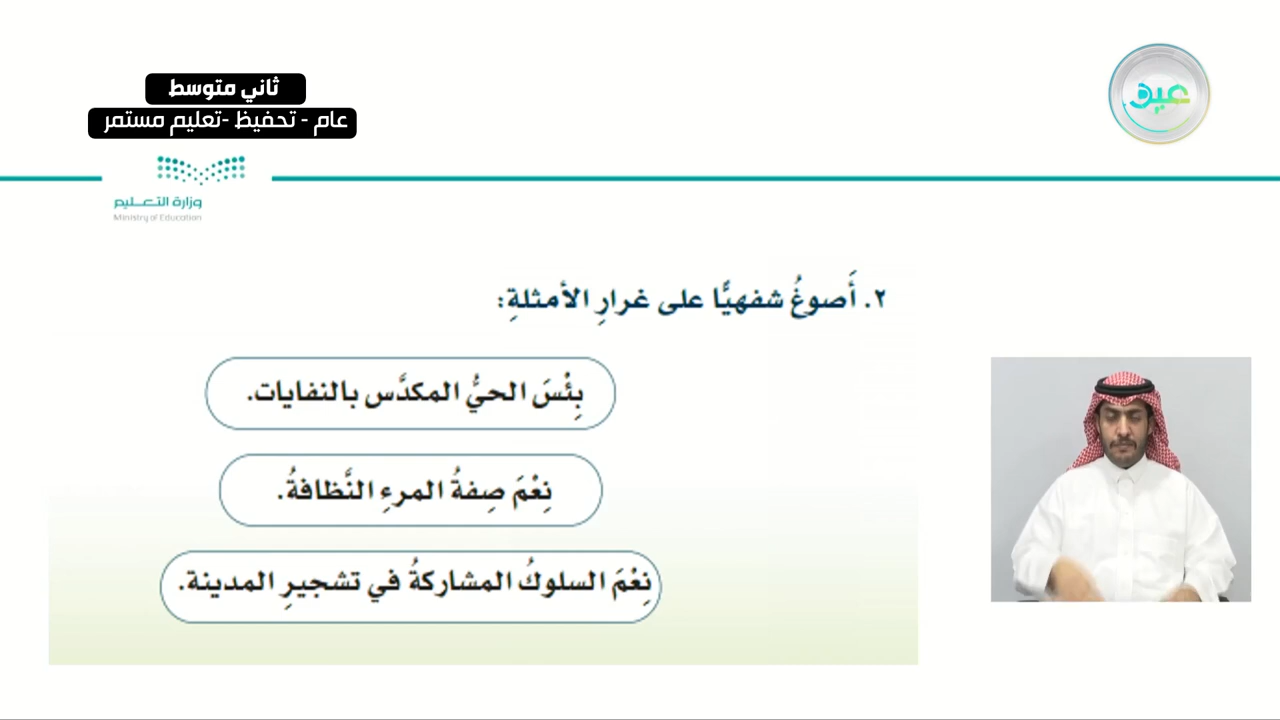 ثاني متوسط
عام - تحفيظ -تعليم مستمر
عين
وزارة التعـليم
Ministry of Education
٢. أَصوغُ شفهيًّا على غرارِ الأمثلةِ:
بِئْسَ الحيُّ المكدَّس بالنفايات.
نِعْمَ صِفةُ المرءِ النَّظافةُ.
نِعْمَ السلوكُ المشاركةُ في تشجيرِ المدينة.